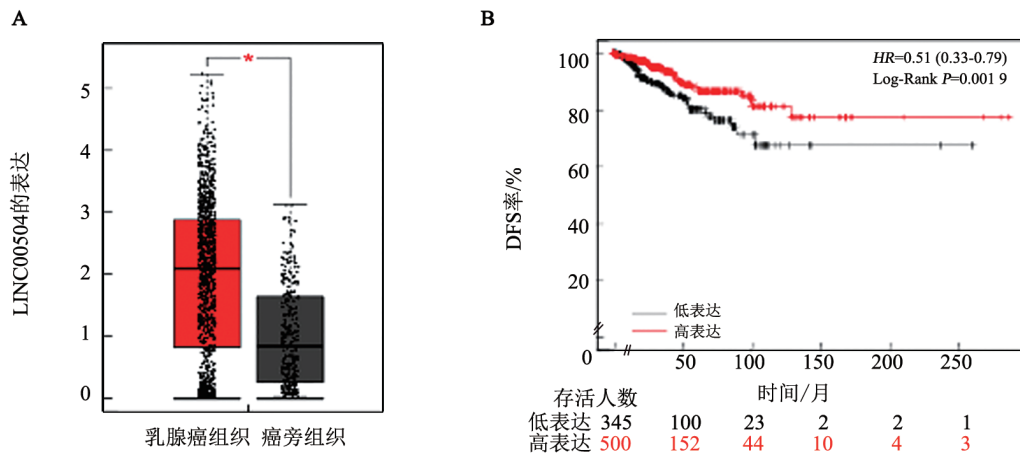 A
LINC00504的表达
5
4
3
2
1
0
*
乳腺癌组织 癌旁组织
B
DFS率/%
100
80
60
40
20
0
HR=0.51 (0.33-0.79)
Log-Rank P=0.001 9
低表达
高表达
50 100 150 200 250
时间/月
存活人数
低表达 345 100 23 2 2 1
高表达 500 152 44 10 4 3